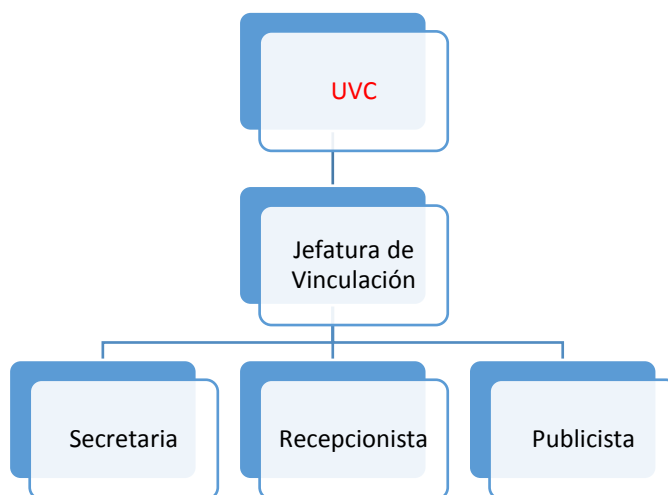 UVC
Jefatura de
Vinculación
Secretaria
Recepcionista
Publicista